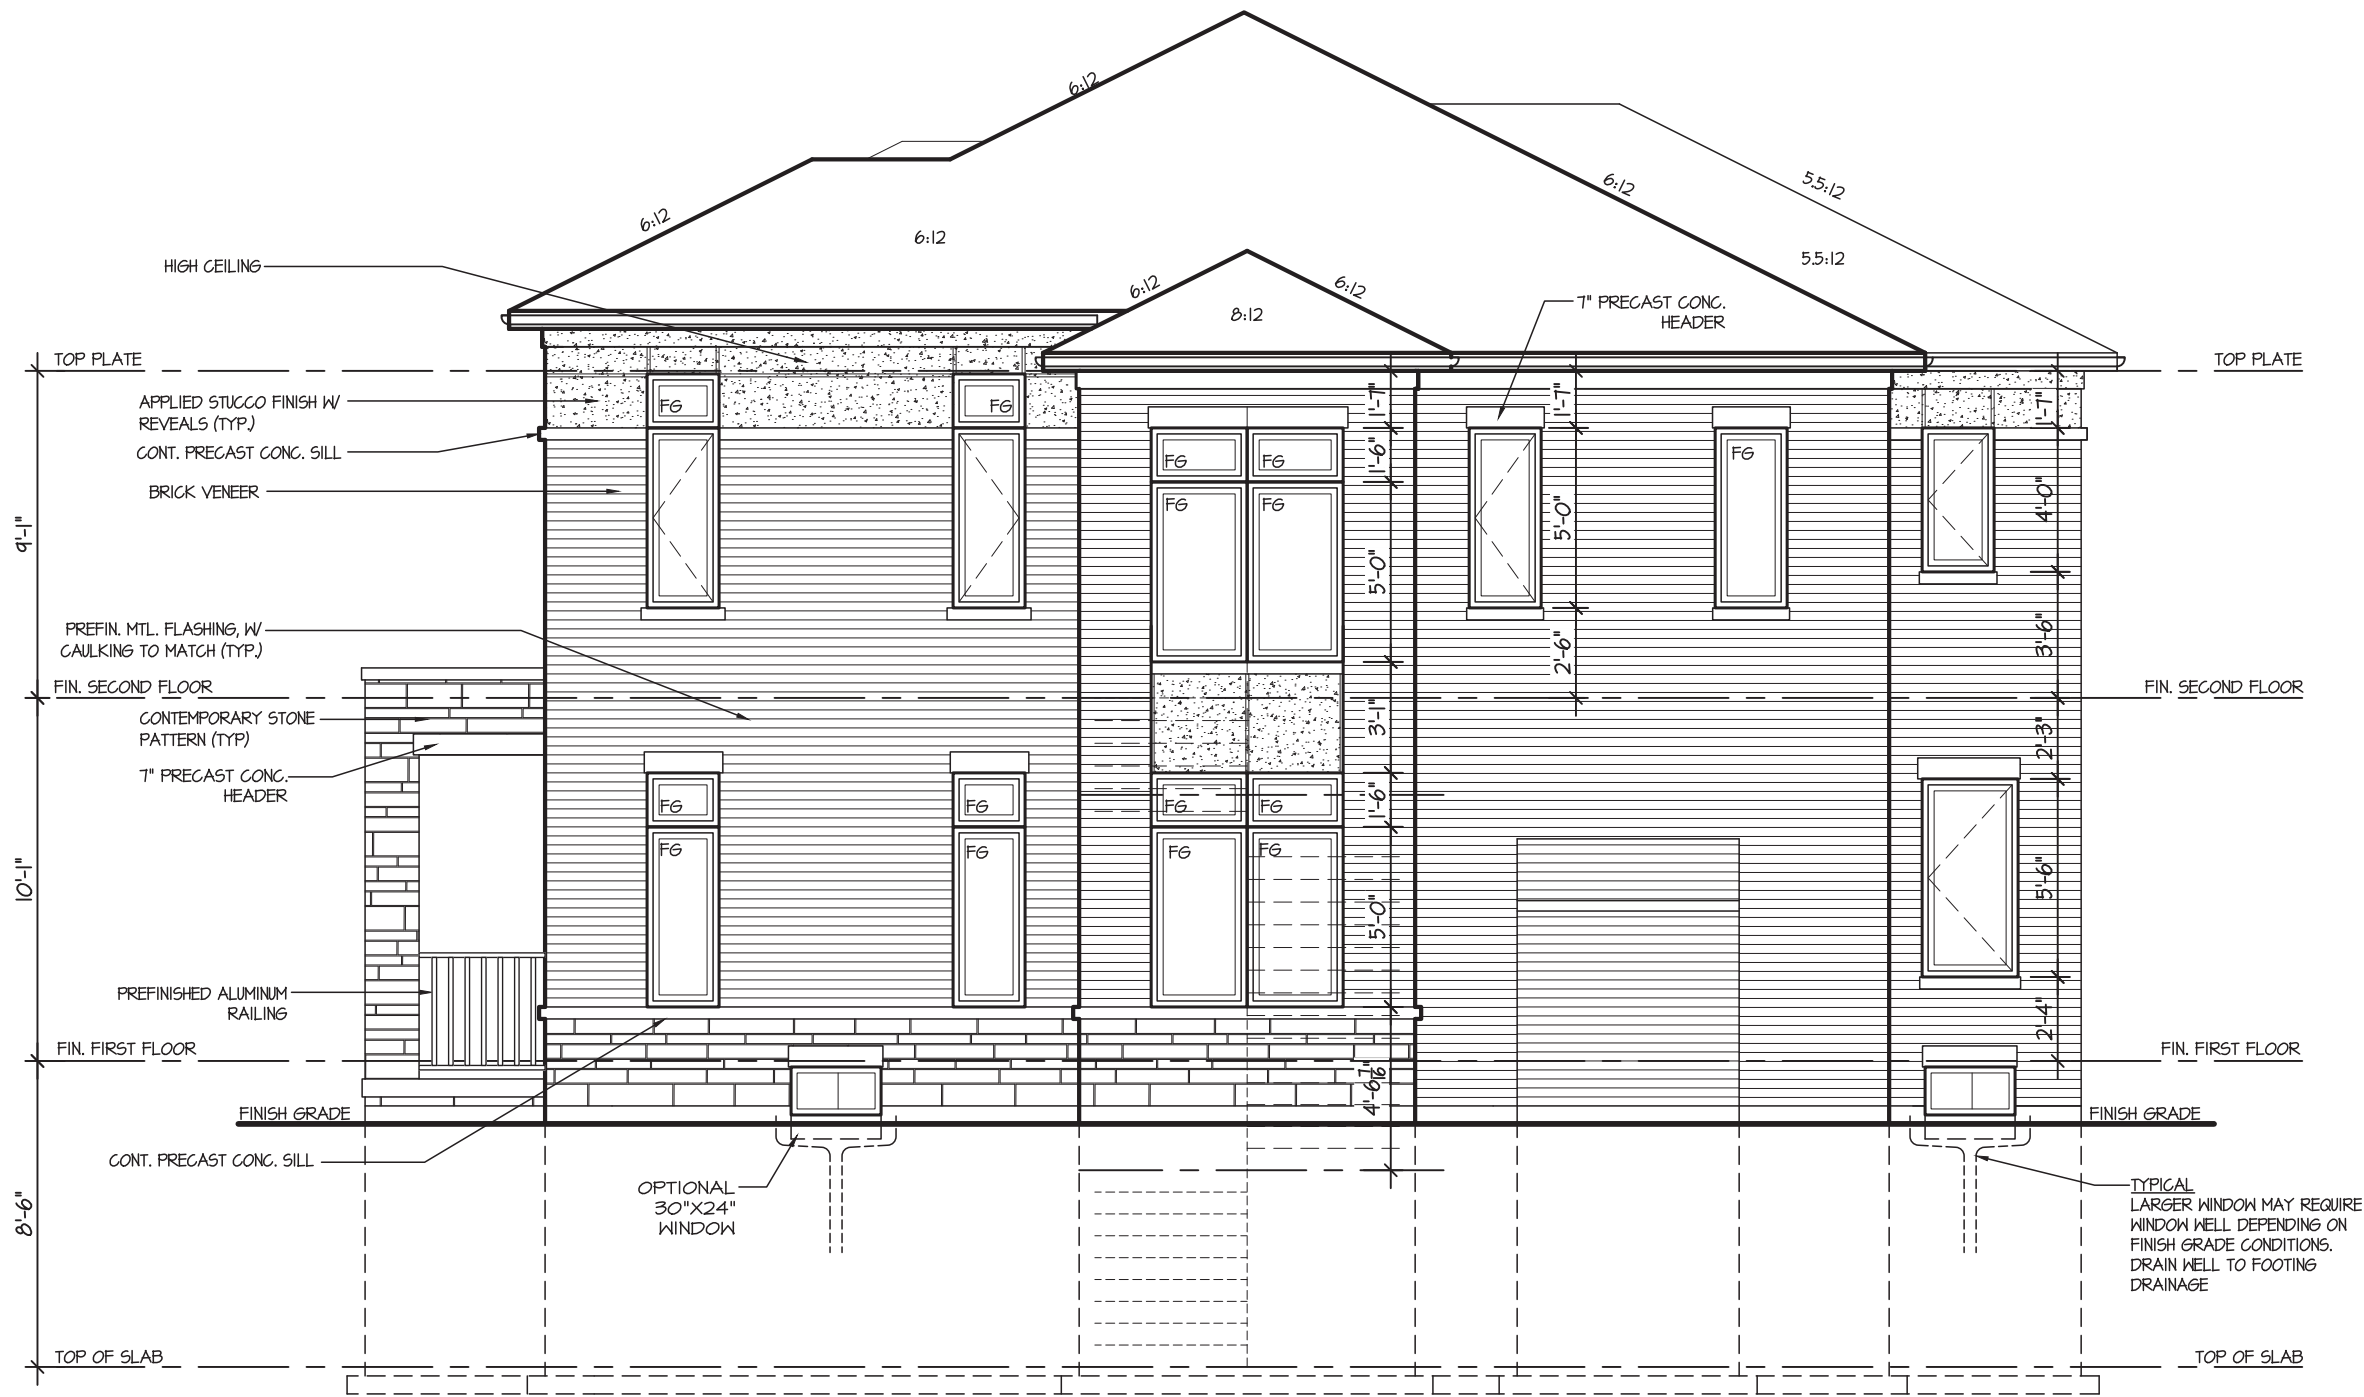 6:12
6:12
6:12
6:12
5.5:12
5.5:12
HIGH CEILING
6:12
6:12
8:12
7" PRECAST CONC.
HEADER
TOP PLATE
TOP PLATE
APPLIED STUCCO FINISH W/
REVEALS (TYP.)
CONT. PRECAST CONC. SILL
BRICK VENEER
FG
FG
FG
FG
FG
FG
FG
1'-7"
1'-6"
5'-0"
1'-7"
5'-0"
2'-6"
1'-7"
4'-0"
3'-6"
9'-1"
PREFIN. MTL. FLASHING, W/
CAULKING TO MATCH (TYP.)
FIN. SECOND FLOOR
FIN. SECOND FLOOR
CONTEMPORARY STONE
PATTERN (TYP)
7" PRECAST CONC.
HEADER
3'-1"
2'-3"
FG
FG
FG
FG
1'-6"
FG
FG
FG
FG
10'-1"
5'-0"
5'-6"
PREFINISHED ALUMINUM
RAILING
2'-4"
FIN. FIRST FLOOR
FIN. FIRST FLOOR
FINISH GRADE
FINISH GRADE
CONT. PRECAST CONC. SILL
OPTIONAL
30"X24"
WINDOW
8'-6"
TYPICAL
LARGER WINDOW MAY REQUIRE
WINDOW WELL DEPENDING ON
FINISH GRADE CONDITIONS.
DRAIN WELL TO FOOTING
DRAINAGE
TOP OF SLAB
TOP OF SLAB